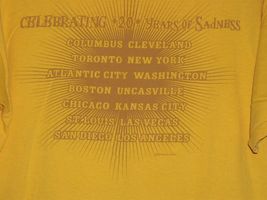 CELEBRATING *20* YEARS OF SADNESS
COLUMBUS CLEVELAND
TORONTO NEW YORK
ATLANTIC CITY WASHINGTON
BOSTON UNCASVILLE
CHICAGO KANSAS CITY
ST. LOUIS LAS VEGAS
SAN DIEGO LOS ANGELES